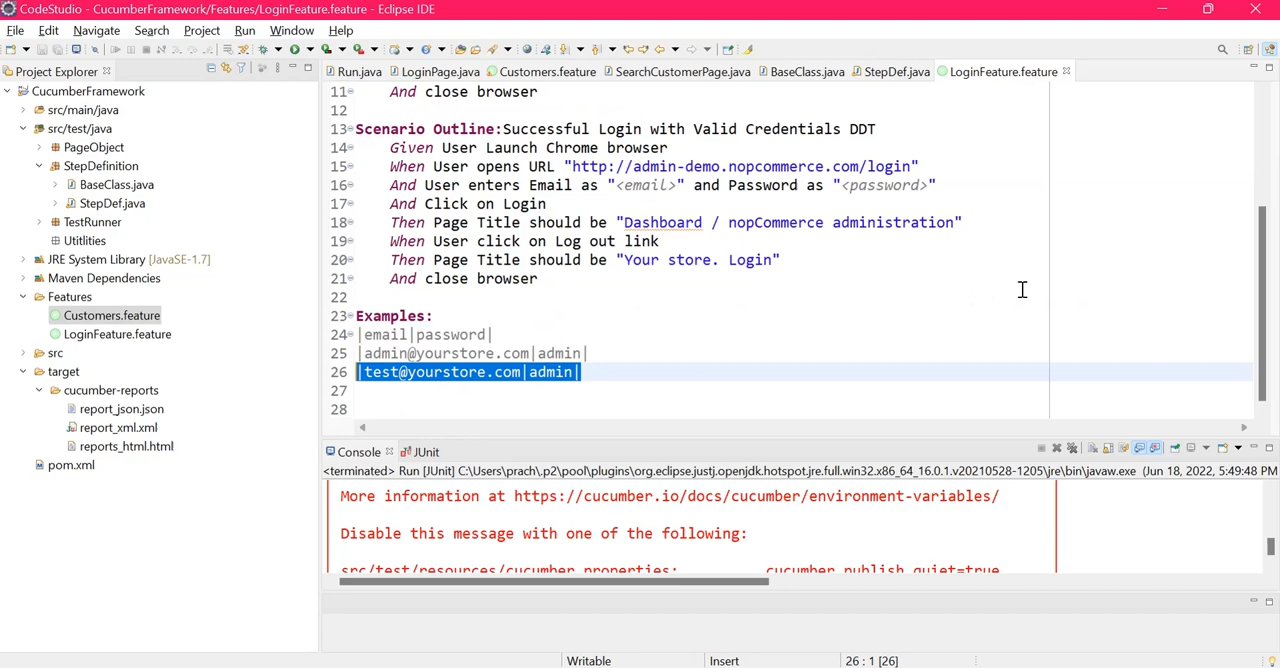 CodeStudio - CucumberFramework/Features/LoginFeature.feature - Eclipse IDE
File Edit Navigate Search Project Run Window Help
Project Explorer
CucumberFramework
src/main/java
src/test/java
PageObject
StepDefinition
BaseClass.java
StepDef.java
TestRunner
Utitlities
JRE System Library [JavaSE-1.7]
Maven Dependencies
Features
Customers.feature
LoginFeature.feature
src
target
cucumber-reports
report_json.json
report_xml.xml
reports_html.html
pom.xml
Run.java LoginPage.java Customers.feature SearchCustomerPage.java BaseClass.java StepDef.java LoginFeature.feature
11 And close browser
12
13 Scenario Outline:Successful Login with Valid Credentials DDT
14 Given User Launch Chrome browser
15 When User opens URL "http://admin-demo.nopcommerce.com/login"
16 And User enters Email as "<email>" and Password as "<password>"
17 And Click on Login
18 Then Page Title should be "Dashboard / nopCommerce administration"
19 When User click on Log out link
20 Then Page Title should be "Your store. Login"
21 And close browser
22
23 Examples:
24 |email|password|
25 |admin@yourstore.com|admin|
26 |test@yourstore.com|admin|
27
28
Console JUnit
<terminated> Run [JUnit] C:\Users\prach\.p2\pool\plugins\org.eclipse.justj.openjdk.hotspot.jre.full.win32.x86_64_16.0.1.v20210528-1205\jre\bin\javaw.exe (Jun 18, 2022, 5:49:48 PM
More information at https://cucumber.io/docs/cucumber/environment-variables/
Disable this message with one of the following:
src/test/resources/cucumber.properties: cucumber.publish.quiet=true
Writable Insert 26 : 1 [26]